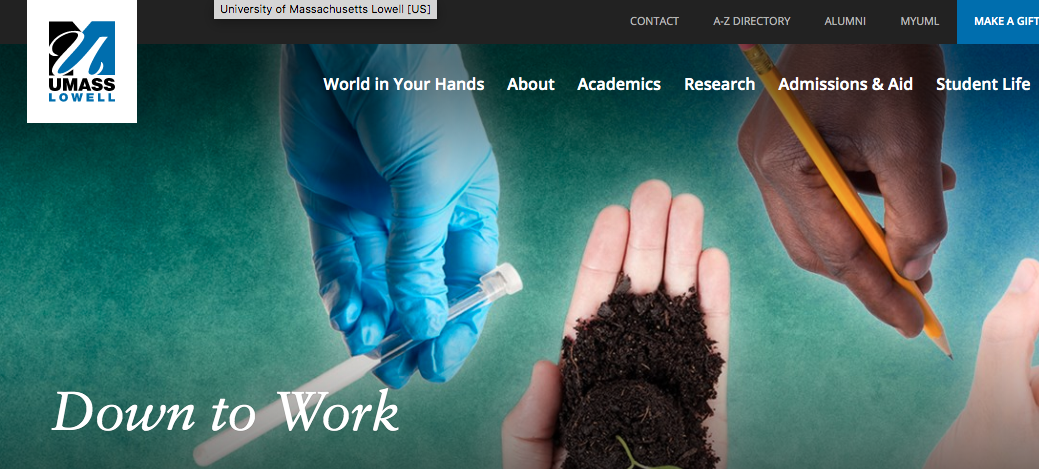 University of Massachusetts Lowell [US]
CONTACT A-Z DIRECTORY ALUMNI MYUML MAKE A GIFT
UMASS
LOWELL
World in Your Hands About Academics Research Admissions & Aid Student Life
Down to Work